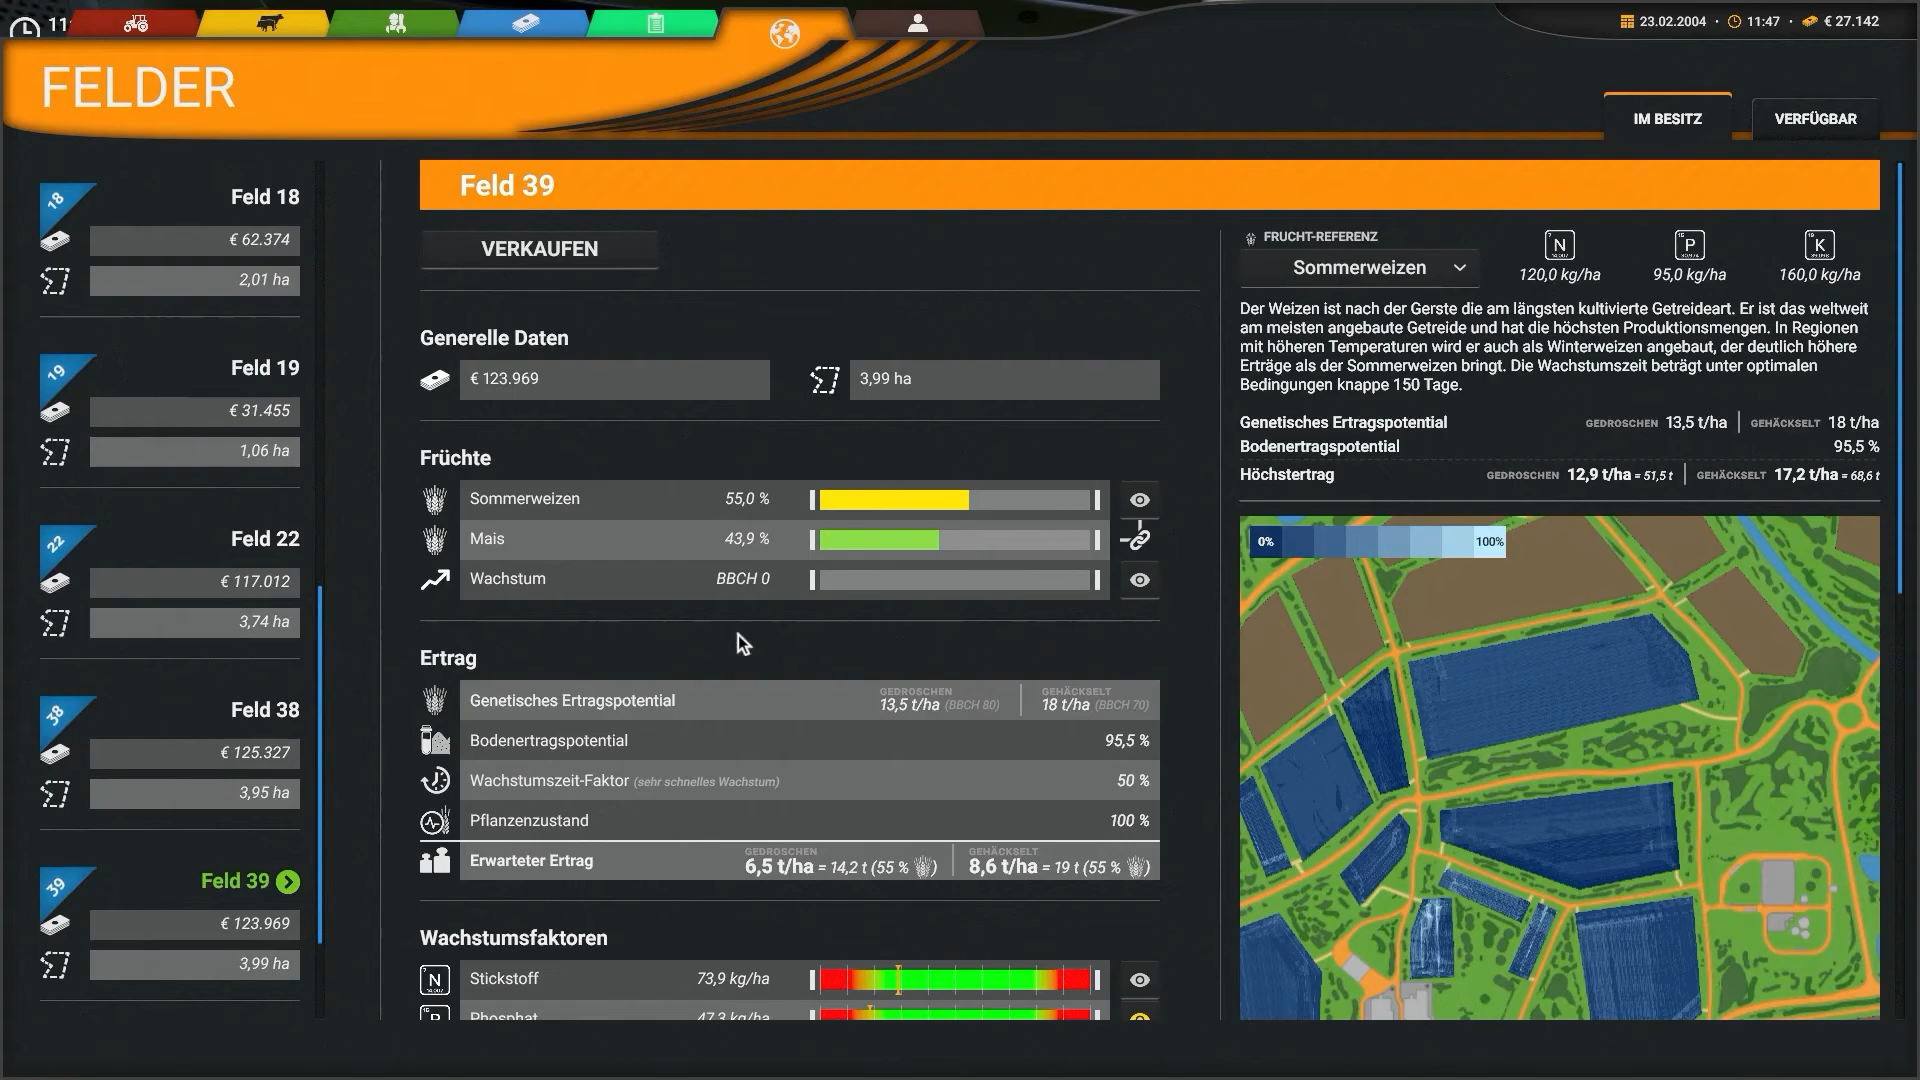 11:
23.02.2004 · 11:47 · € 27.142
FELDER
IM BESITZ
VERFÜGBAR
18
Feld 18
€ 62.374
2,01 ha
19
Feld 19
€ 31.455
1,06 ha
22
Feld 22
€ 117.012
3,74 ha
38
Feld 38
€ 125.327
3,95 ha
39
Feld 39
€ 123.969
3,99 ha
Feld 39
VERKAUFEN
Generelle Daten
€ 123.969
3,99 ha
Früchte
Sommerweizen 55,0 %
Mais 43,9 %
Wachstum BBCH 0
Ertrag
Genetisches Ertragspotential GEDROSCHEN 13,5 t/ha (BBCH 80) GEHÄCKSELT 18 t/ha (BBCH 70)
Bodenertragspotential 95,5 %
Wachstumszeit-Faktor (sehr schnelles Wachstum) 50 %
Pflanzenzustand 100 %
Erwarteter Ertrag GEDROSCHEN 6,5 t/ha = 14,2 t (55 % ) GEHÄCKSELT 8,6 t/ha = 19 t (55 % )
Wachstumsfaktoren
N Stickstoff 73,9 kg/ha
P Phosphat 47,3 kg/ha
FRUCHT-REFERENZ
Sommerweizen
N
120,0 kg/ha
P
95,0 kg/ha
K
160,0 kg/ha
Der Weizen ist nach der Gerste die am längsten kultivierte Getreideart. Er ist das weltweit
am meisten angebaute Getreide und hat die höchsten Produktionsmengen. In Regionen
mit höheren Temperaturen wird er auch als Winterweizen angebaut, der deutlich höhere
Erträge als der Sommerweizen bringt. Die Wachstumszeit beträgt unter optimalen
Bedingungen knappe 150 Tage.
Genetisches Ertragspotential GEDROSCHEN 13,5 t/ha GEHÄCKSELT 18 t/ha
Bodenertragspotential 95,5 %
Höchstertrag GEDROSCHEN 12,9 t/ha = 51,5 t GEHÄCKSELT 17,2 t/ha = 68,6 t
0% 100%